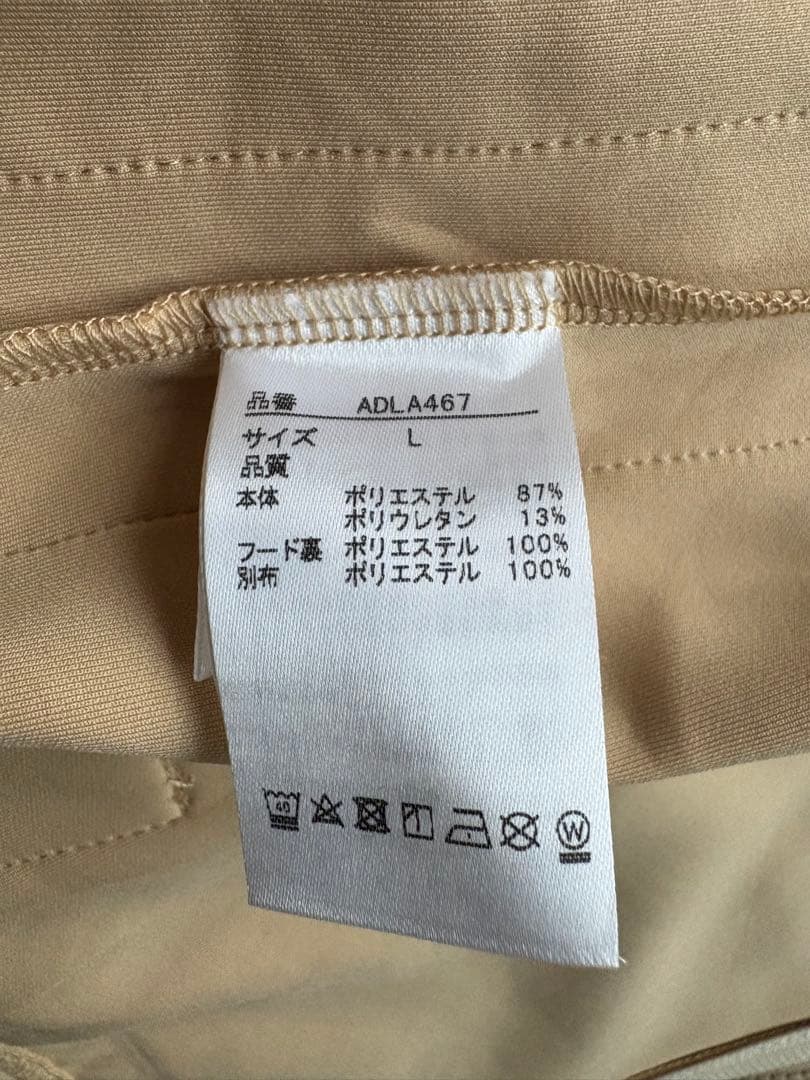 品番 ADLA467
サイズ L
品質
本体 ポリエステル 87%
ポリウレタン 13%
フード裏 ポリエステル 100%
別布 ポリエステル 100%
40 W